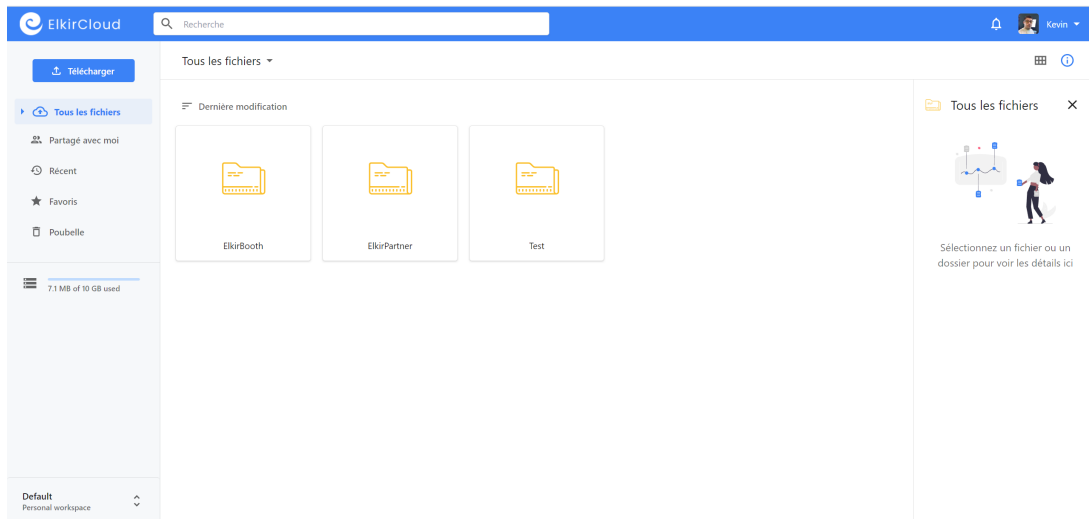 ElkirCloud
Recherche
Kevin
Télécharger
Tous les fichiers
Partagé avec moi
Récent
Favoris
Poubelle
7.1 MB of 10 GB used
Default
Personal workspace
Tous les fichiers
Dernière modification
ElkirBooth
ElkirPartner
Test
Tous les fichiers
Sélectionnez un fichier ou un
dossier pour voir les détails ici